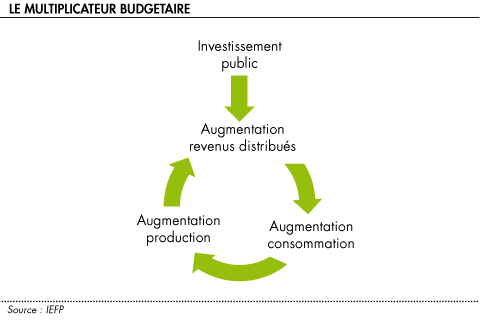 LE MULTIPLICATEUR BUDGETAIRE
Investissement
public
Augmentation
revenus distribués
Augmentation
consommation
Augmentation
production
Source : IEFP